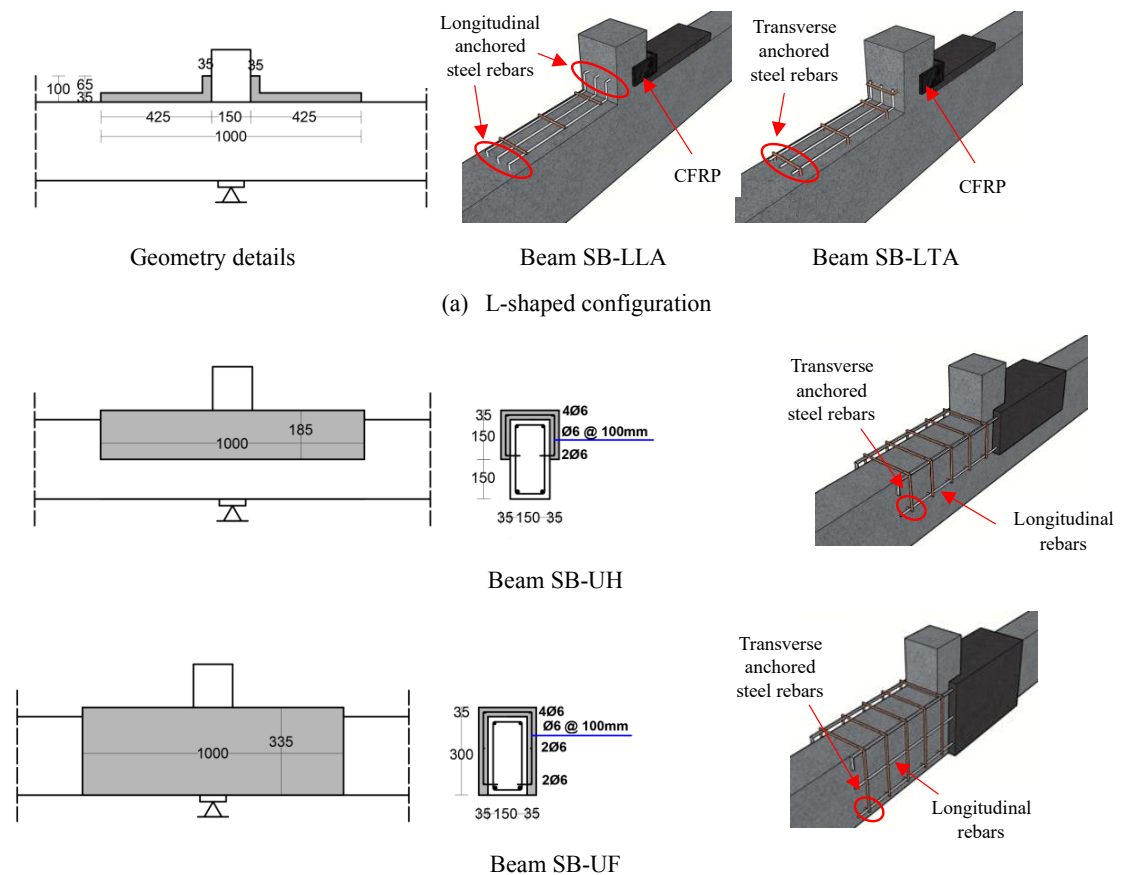 Longitudinal
anchored
steel rebars
Transverse
anchored
steel rebars
35
35
100
65
35
425
150
425
1000
CFRP
CFRP
Geometry details
Beam SB-LLA
Beam SB-LTA
(a) L-shaped configuration
Transverse
anchored
steel rebars
35
4Ø6
185
1000
150
Ø6 @ 100mm
2Ø6
150
35 150 35
Longitudinal
rebars
Beam SB-UH
Transverse
anchored
steel rebars
35
4Ø6
Ø6 @ 100mm
335
1000
300
2Ø6
2Ø6
35 150 35
Longitudinal
rebars
Beam SB-UF